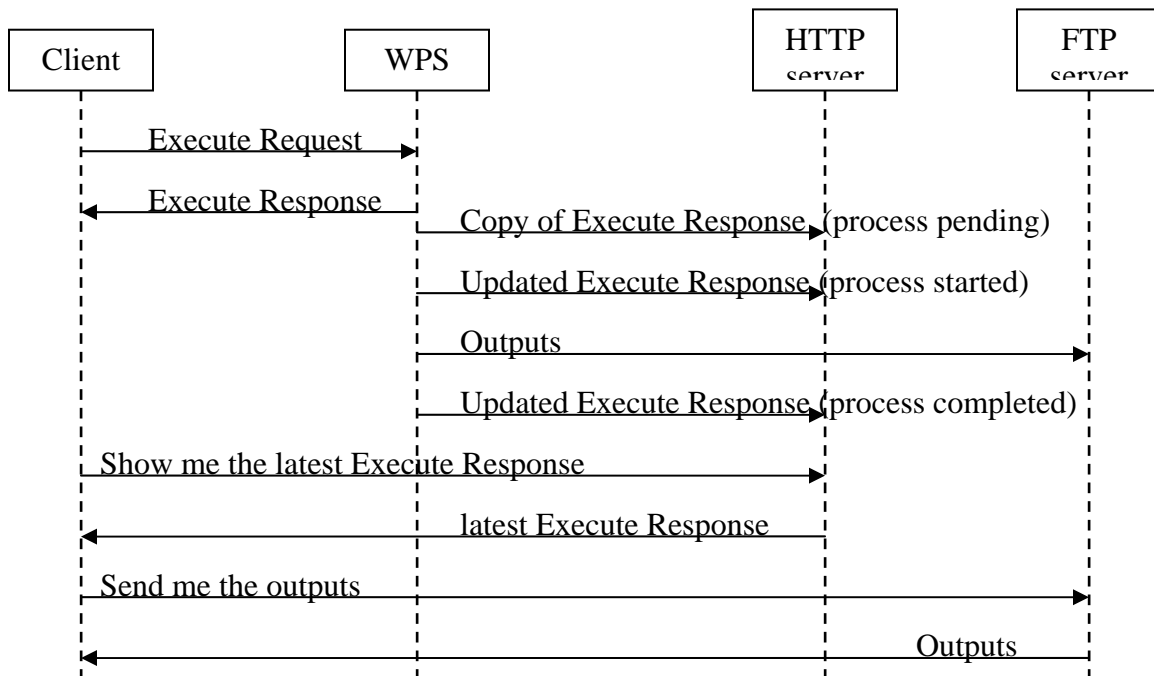 Client
WPS
HTTP
server
FTP
server
Execute Request
Execute Response
Copy of Execute Response (process pending)
Updated Execute Response (process started)
Outputs
Updated Execute Response (process completed)
Show me the latest Execute Response
latest Execute Response
Send me the outputs
Outputs